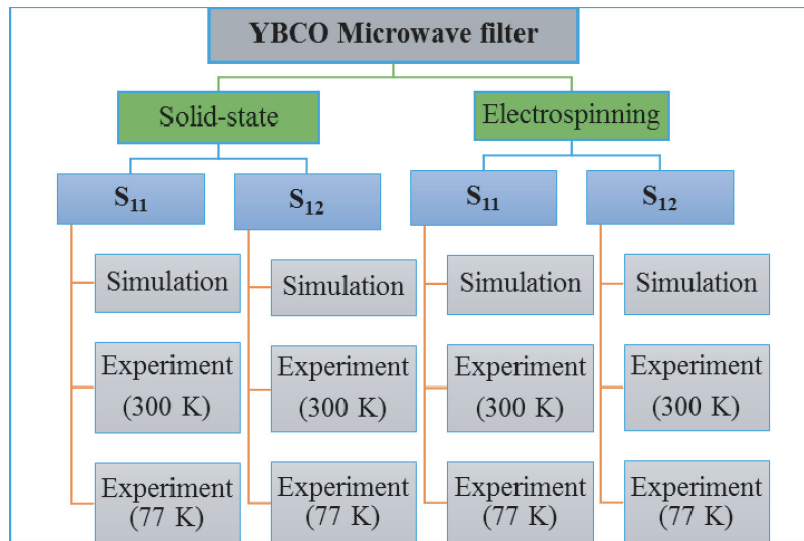 YBCO Microwave filter
Solid-state
Electrospinning
S₁₁
S₁₂
S₁₁
S₁₂
Simulation
Simulation
Simulation
Simulation
Experiment
(300 K)
Experiment
(300 K)
Experiment
(300 K)
Experiment
(300 K)
Experiment
(77 K)
Experiment
(77 K)
Experiment
(77 K)
Experiment
(77 K)